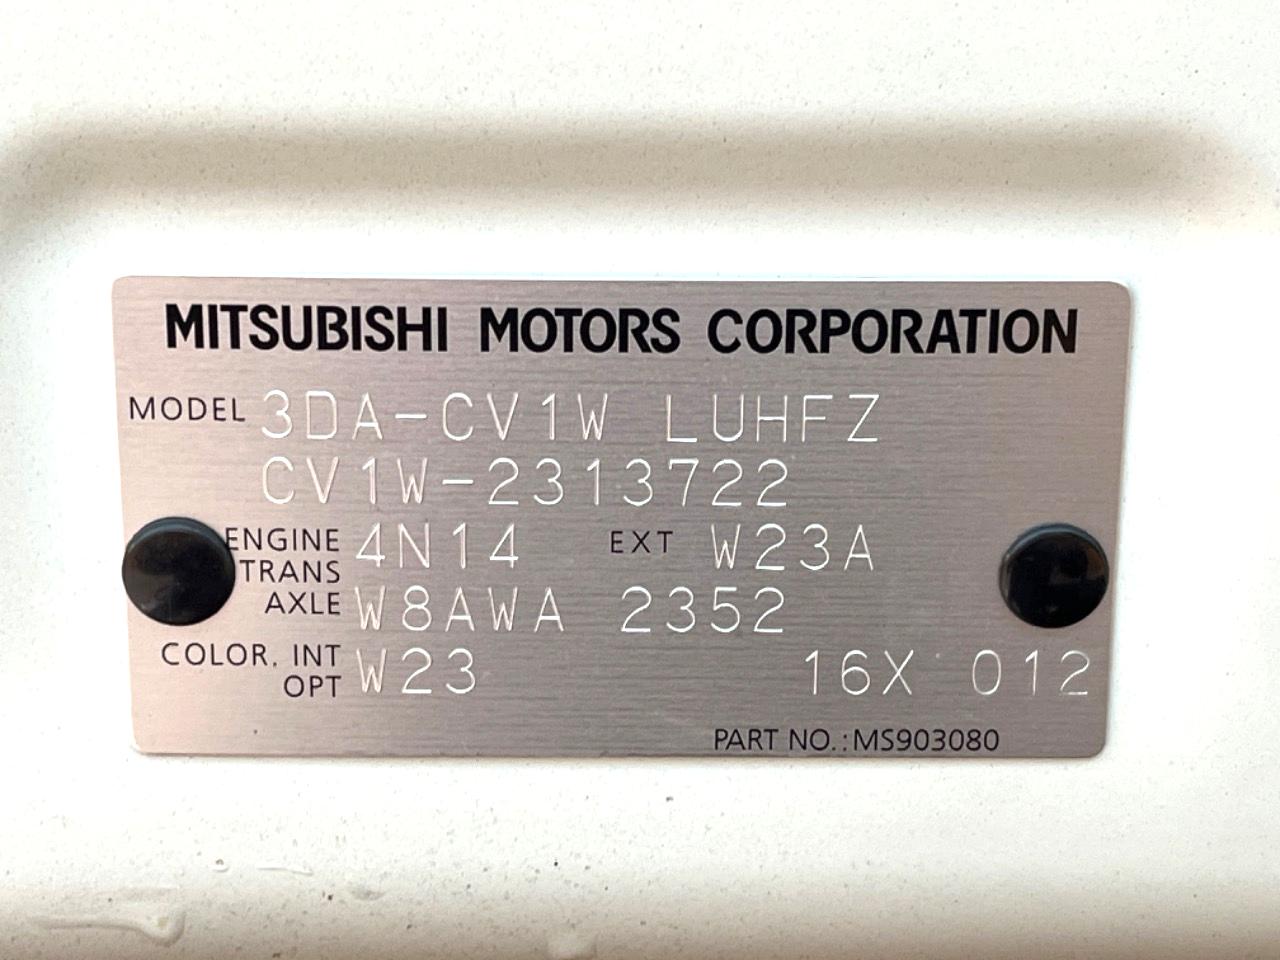 MITSUBISHI MOTORS CORPORATION
MODEL 3DA-CV1W LUHFZ
CV1W-2313722
ENGINE 4N14 EXT W23A
TRANS
AXLE W8AWA 2352
COLOR, INT W23 16X 012
OPT
PART NO.:MS903080